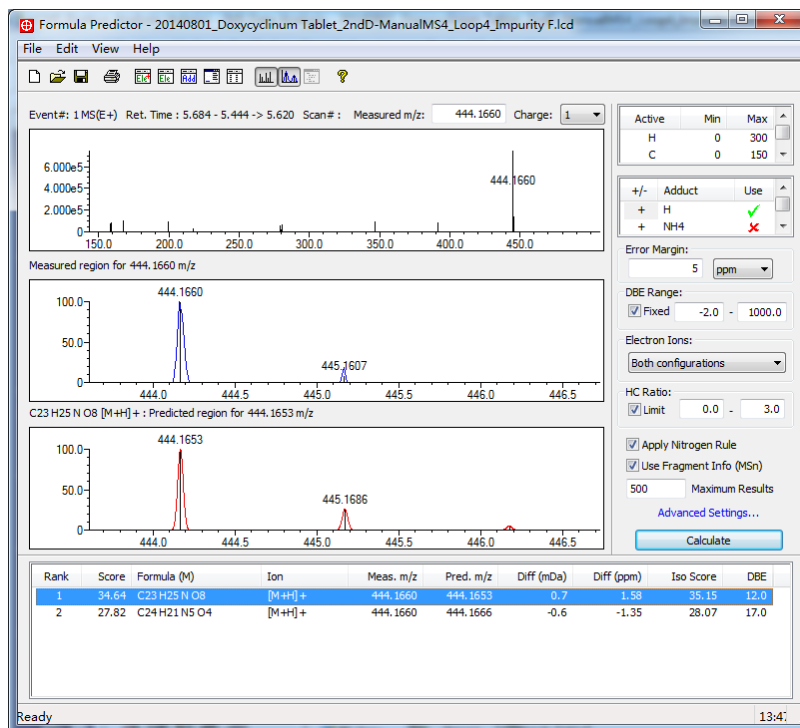 Formula Predictor - 20140801_Doxycyclinum Tablet_2ndD-ManualMS4_Loop4_Impurity F.lcd
File Edit View Help
Event#: 1 MS(E+) Ret. Time : 5.684 - 5.444 -> 5.620 Scan# : Measured m/z: 444.1660 Charge: 1
6.000e5
4.000e5
2.000e5
0
444.1660
150.0 200.0 250.0 300.0 350.0 400.0 450.0
Measured region for 444.1660 m/z
100.0
50.0
0
444.1660
445.1607
444.0 444.5 445.0 445.5 446.0 446.5
C23 H25 N O8 [M+H]+ : Predicted region for 444.1653 m/z
100.0
50.0
0
444.1653
445.1686
444.0 444.5 445.0 445.5 446.0 446.5
Active Min Max
H 0 300
C 0 150
+/- Adduct Use
+ H
+ NH4
Error Margin:
5 ppm
DBE Range:
Fixed -2.0 - 1000.0
Electron Ions:
Both configurations
HC Ratio:
Limit 0.0 - 3.0
Apply Nitrogen Rule
Use Fragment Info (MSn)
500 Maximum Results
Advanced Settings...
Calculate
Rank Score Formula (M) Ion Meas. m/z Pred. m/z Diff (mDa) Diff (ppm) Iso Score DBE
1 34.64 C23 H25 N O8 [M+H]+ 444.1660 444.1653 0.7 1.58 35.15 12.0
2 27.82 C24 H21 N5 O4 [M+H]+ 444.1660 444.1666 -0.6 -1.35 28.07 17.0
Ready